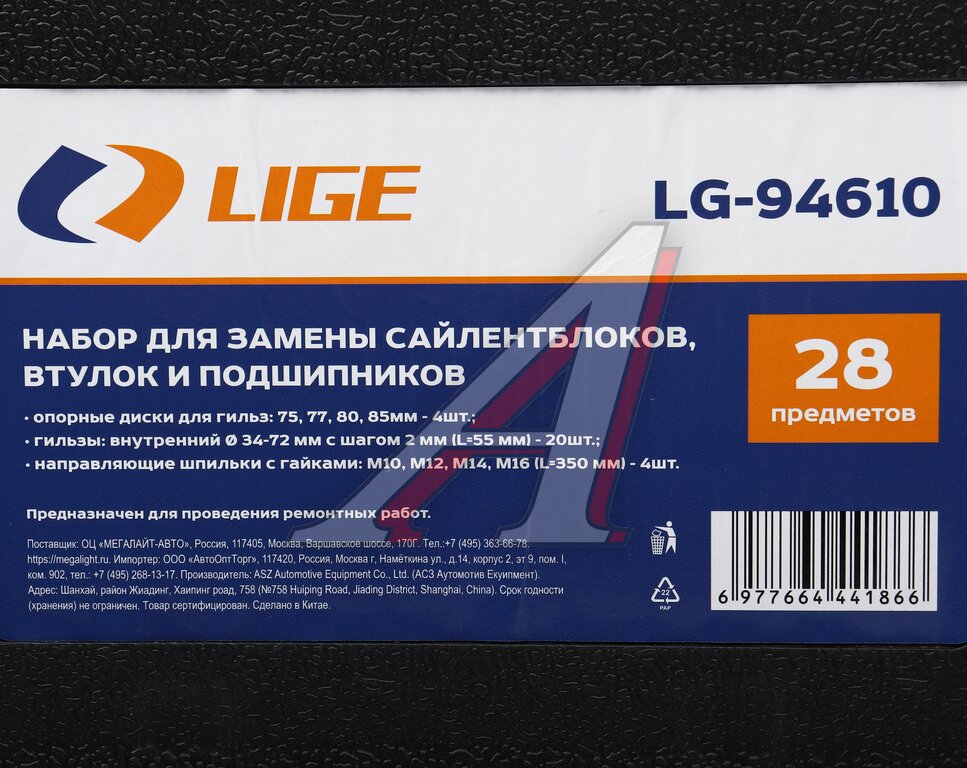 LIGE
LG-94610
НАБОР ДЛЯ ЗАМЕНЫ САЙЛЕНТБЛОКОВ,
ВТУЛОК И ПОДШИПНИКОВ
28
предметов
• опорные диски для гильз: 75, 77, 80, 85мм - 4шт.;
• гильзы: внутренний Ø 34-72 мм с шагом 2 мм (L=55 мм) - 20шт.;
• направляющие шпильки с гайками: M10, M12, M14, M16 (L=350 мм) - 4шт.
Предназначен для проведения ремонтных работ.
Поставщик: ОЦ «МЕГАЛАЙТ-АВТО», Россия, 117405, Москва, Варшавское шоссе, 170Г. Тел.:+7 (495) 363-66-78.
https://megalight.ru. Импортер: ООО «АвтоОптТорг», 117420, Россия, Москва г, Намёткина ул., д.14, корпус 2, эт 9, пом. I,
ком. 902, тел.: +7 (495) 268-13-17. Производитель: ASZ Automotive Equipment Co., Ltd. (АСЗ Аутомотив Екуипмент).
Адрес: Шанхай, район Жиадинг, Хаипинг роад, 758 (№758 Huiping Road, Jiading District, Shanghai, China). Срок годности
(хранения) не ограничен. Товар сертифицирован. Сделано в Китае.
22
PAP
6 977664 441866